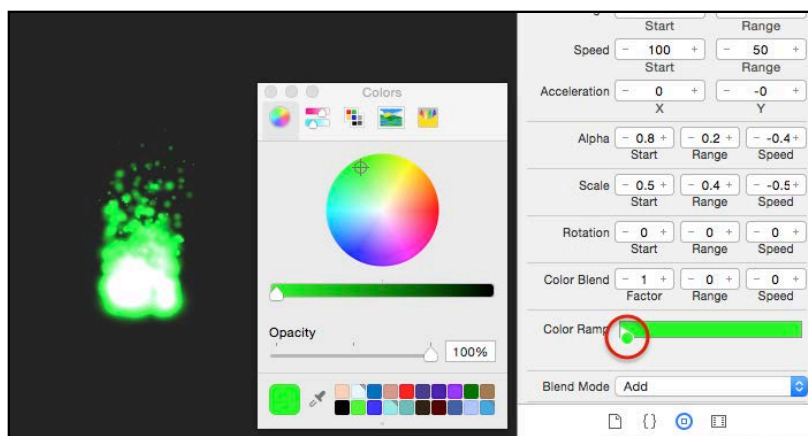 Start Range
Speed - 100 + - 50 +
Start Range
Acceleration - 0 + - -0 +
X Y
Alpha - 0.8 + - 0.2 + - -0.4+
Start Range Speed
Scale - 0.5 + - 0.4 + - -0.5+
Start Range Speed
Rotation - 0 + - 0 + - 0 +
Start Range Speed
Color Blend - 1 + - 0 + - 0 +
Factor Range Speed
Color Ramp
Blend Mode Add
{}
Colors
Opacity
100%